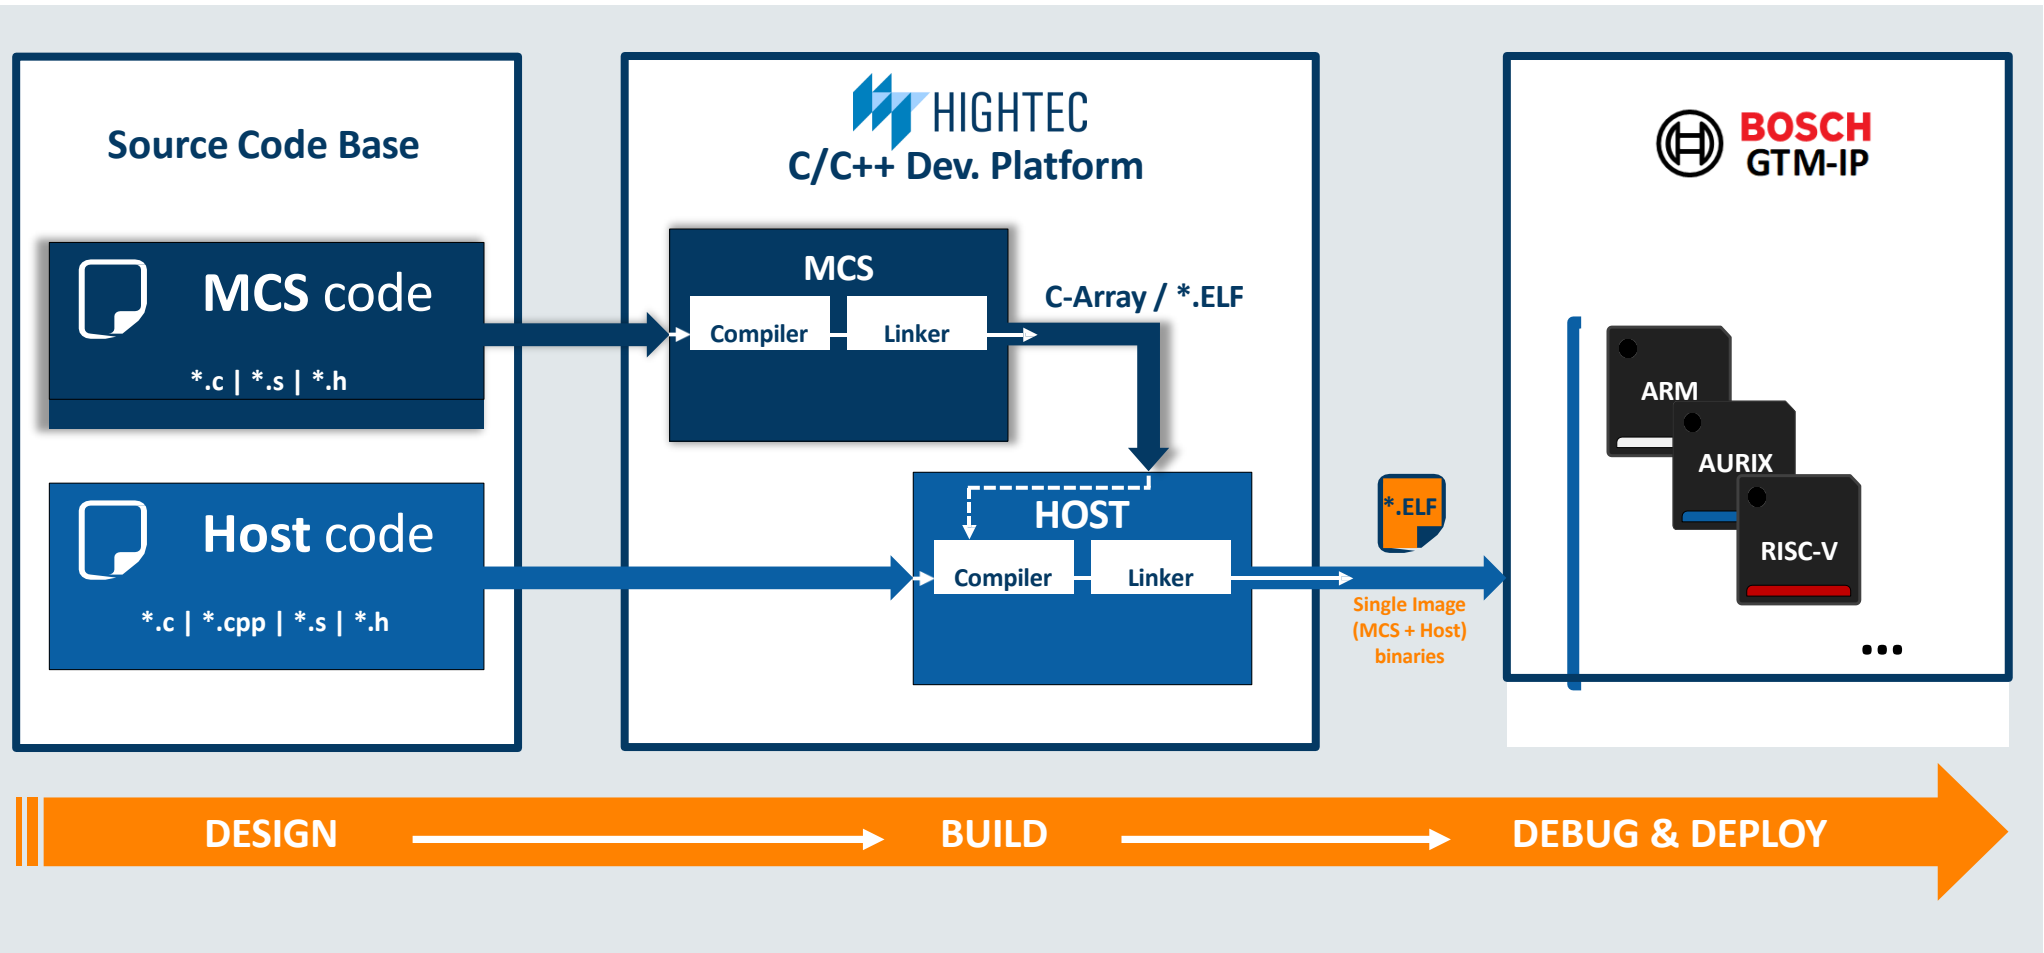 Source Code Base
MCS code
*.c | *.s | *.h
Host code
*.c | *.cpp | *.s | *.h
HIGHTEC
C/C++ Dev. Platform
MCS
Compiler
Linker
C-Array / *.ELF
HOST
Compiler
Linker
*.ELF
Single Image
(MCS + Host)
binaries
BOSCH
GTM-IP
ARM
AURIX
RISC-V
...
DESIGN
BUILD
DEBUG & DEPLOY